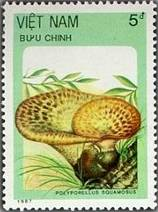 VIỆT NAM 5đ
BƯU CHÍNH
POLYPORELLUS SQUAMOSUS
1987